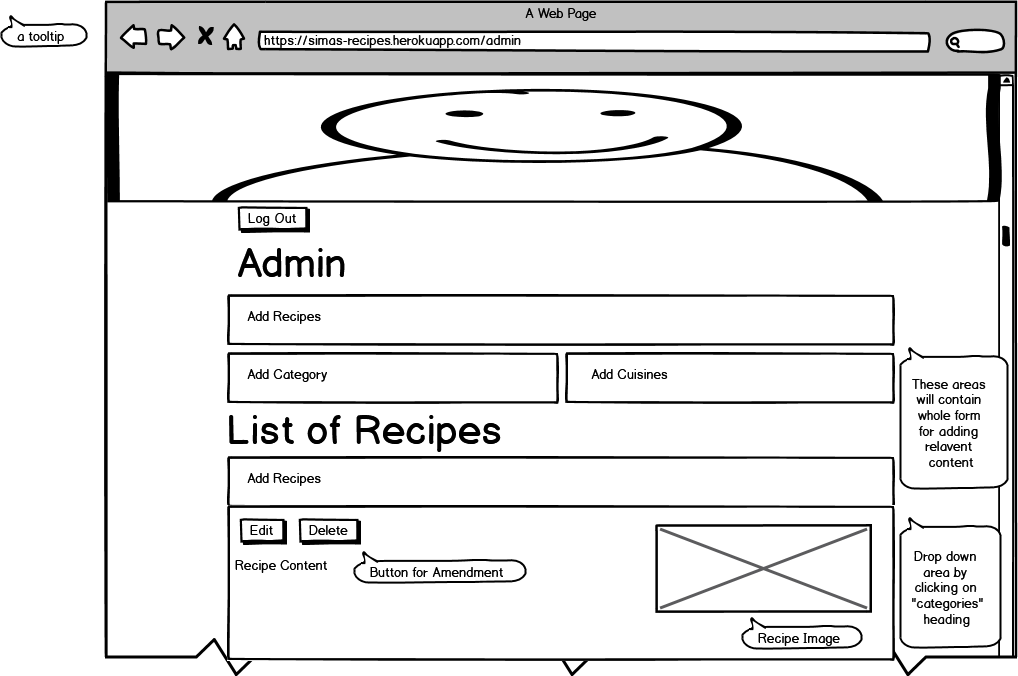 A Web Page
a tooltip
https://simas-recipes.herokuapp.com/admin
Log Out
Admin
Add Recipes
Add Category
Add Cuisines
These areas
will contain
whole form
for adding
relavent
content
List of Recipes
Add Recipes
Edit
Delete
Recipe Content
Button for Amendment
Recipe Image
Drop down
area by
clicking on
"categories"
heading